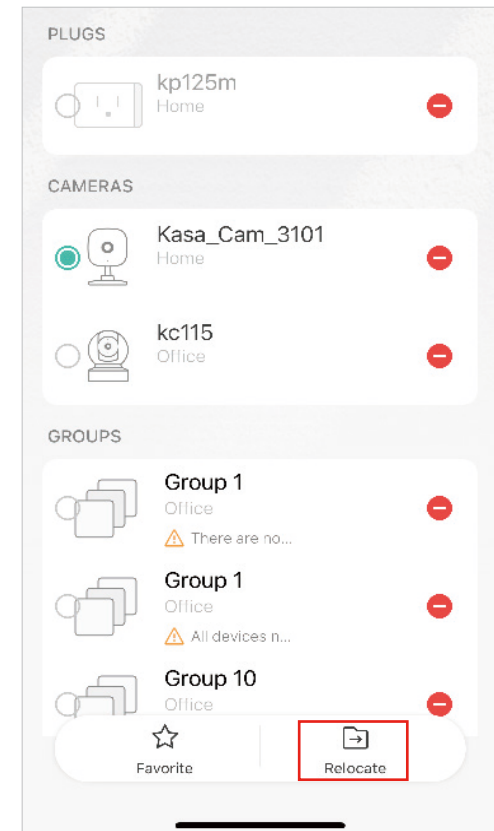 PLUGS
kp125m
Home
CAMERAS
Kasa_Cam_3101
Home
kc115
Office
GROUPS
Group 1
Office
There are no...
Group 1
Office
All devices n...
Group 10
Office
Favorite
Relocate